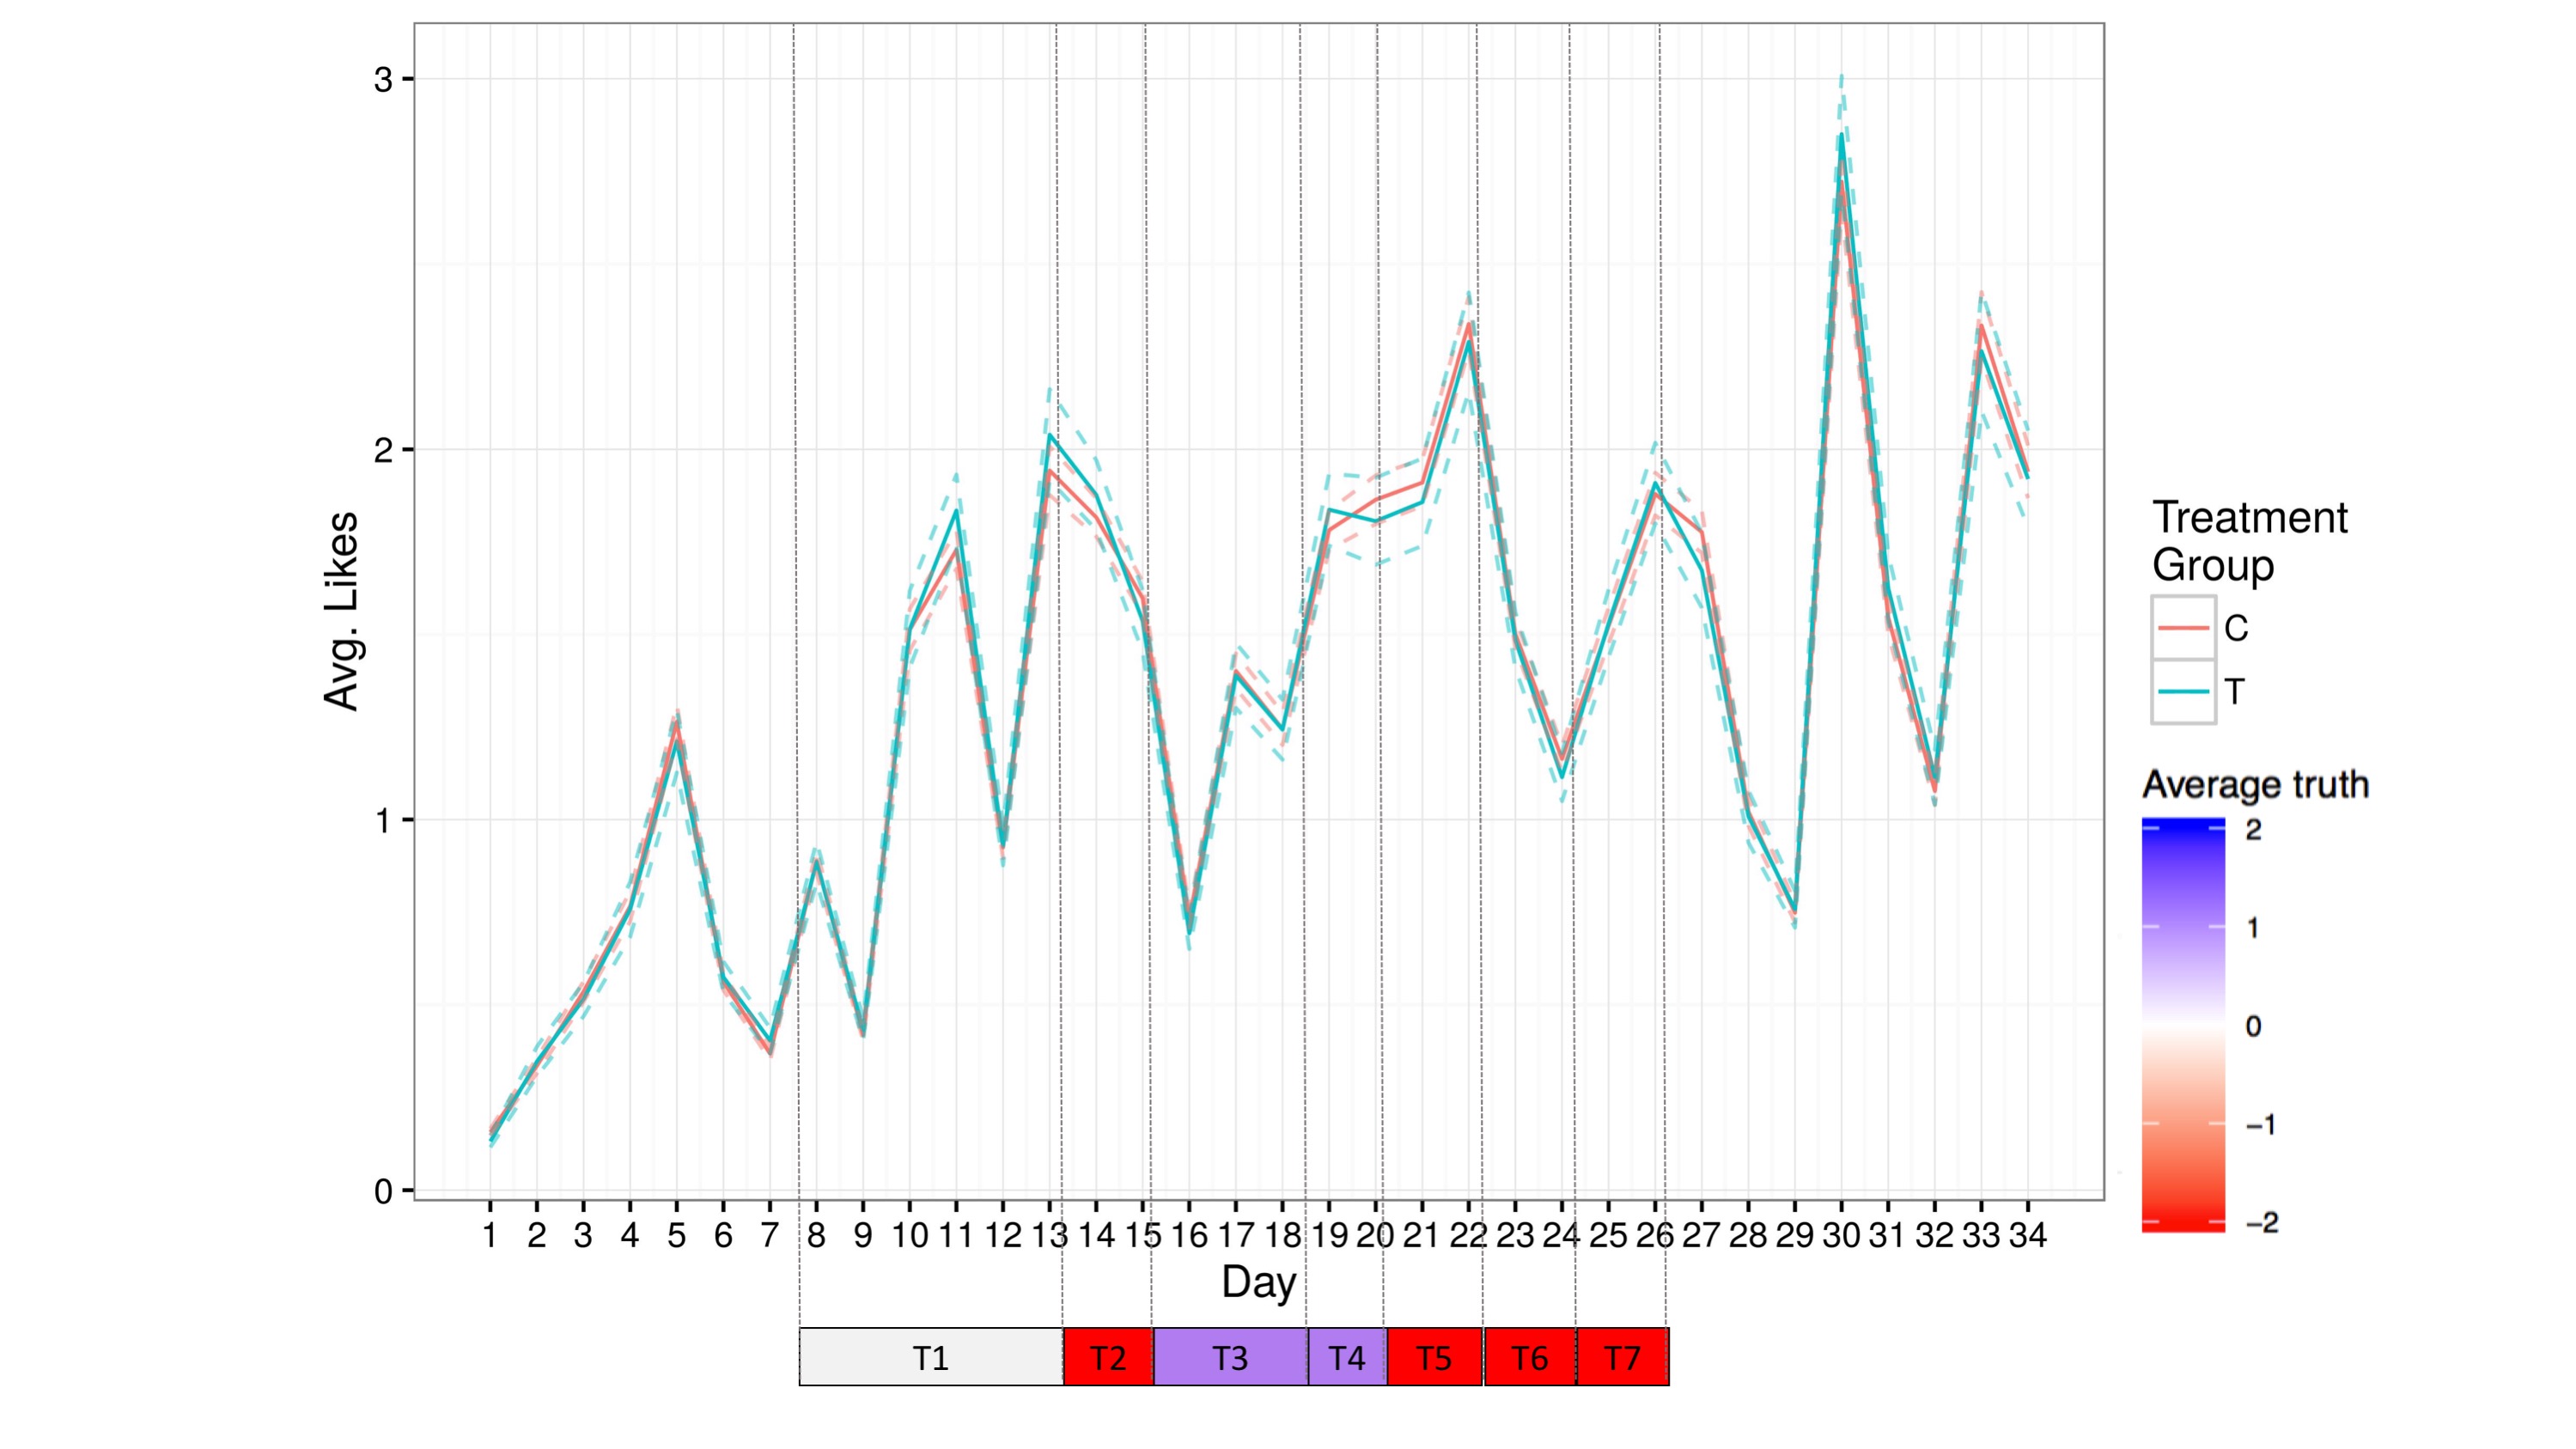 3
2
1
0
Avg. Likes
1 2 3 4 5 6 7 8 9 10 11 12 13 14 15 16 17 18 19 20 21 22 23 24 25 26 27 28 29 30 31 32 33 34
Day
T1 T2 T3 T4 T5 T6 T7
Treatment
Group
C
T
Average truth
2
1
0
−1
−2